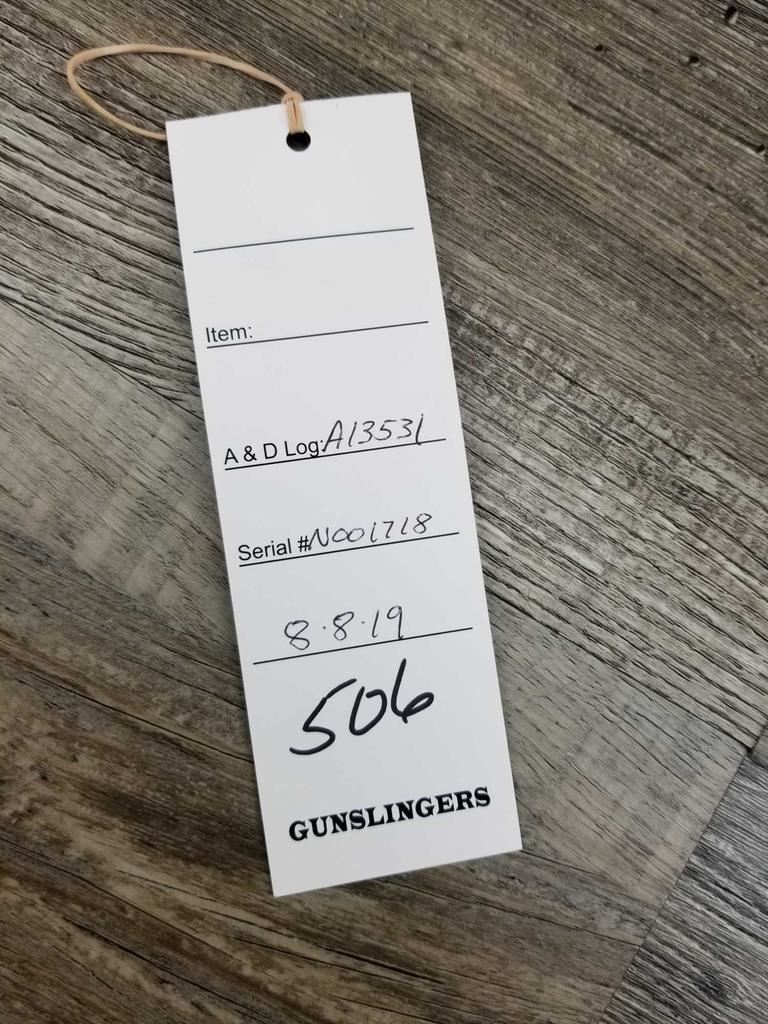 Item:
A & D Log: A13531
Serial # N001718
8.8.19
506
GUNSLINGERS